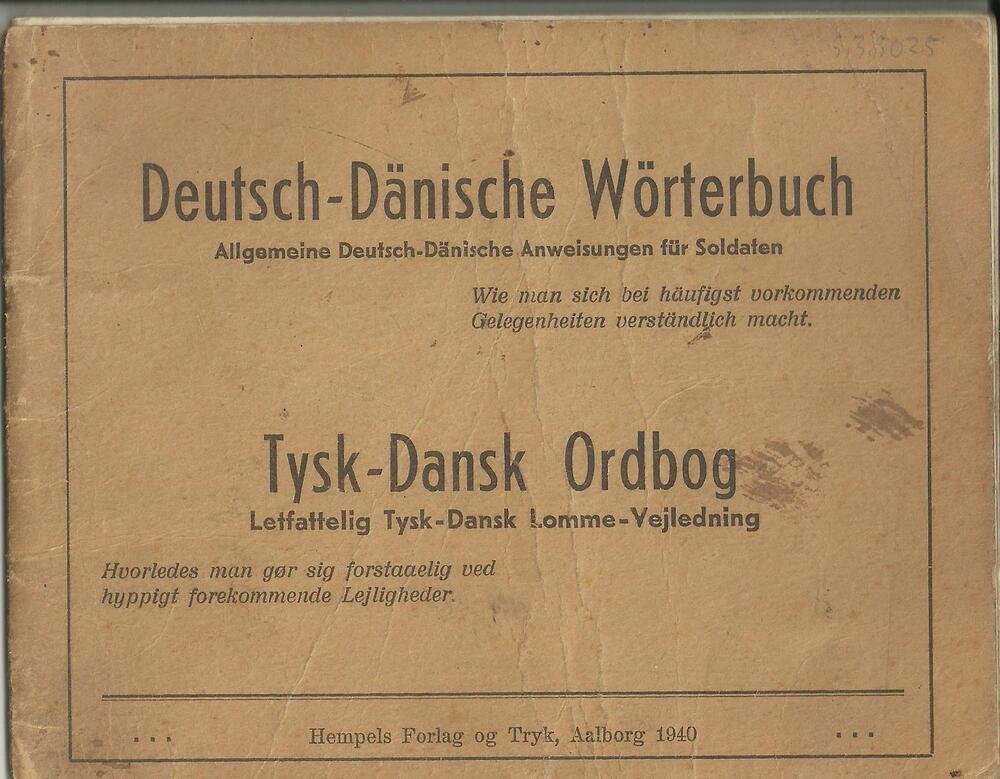 Deutsch-Dänische Wörterbuch
Allgemeine Deutsch-Dänische Anweisungen für Soldaten
Wie man sich bei häufigst vorkommenden
Gelegenheiten verständlich macht.
Tysk-Dansk Ordbog
Letfattelig Tysk-Dansk Lomme-Vejledning
Hvorledes man gør sig forstaaelig ved
hyppigt forekommende Lejligheder.
... Hempels Forlag og Tryk, Aalborg 1940 ...